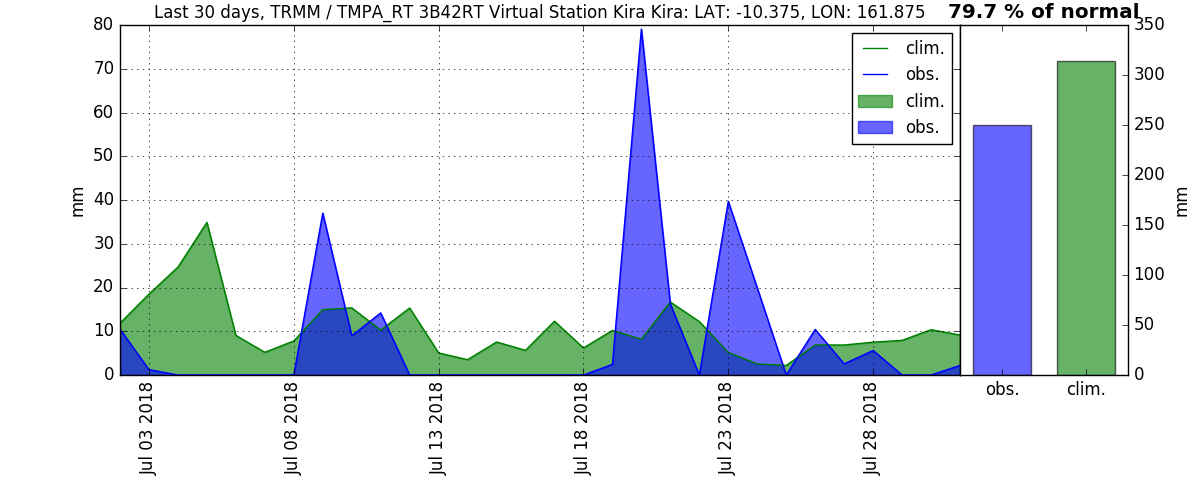 Last 30 days, TRMM / TMPA_RT 3B42RT Virtual Station Kira Kira: LAT: -10.375, LON: 161.875
79.7 % of normal
80
70
60
50
40
30
20
10
0
mm
clim.
obs.
clim.
obs.
Jul 03 2018
Jul 08 2018
Jul 13 2018
Jul 18 2018
Jul 23 2018
Jul 28 2018
350
300
250
200
150
100
50
0
mm
obs.
clim.